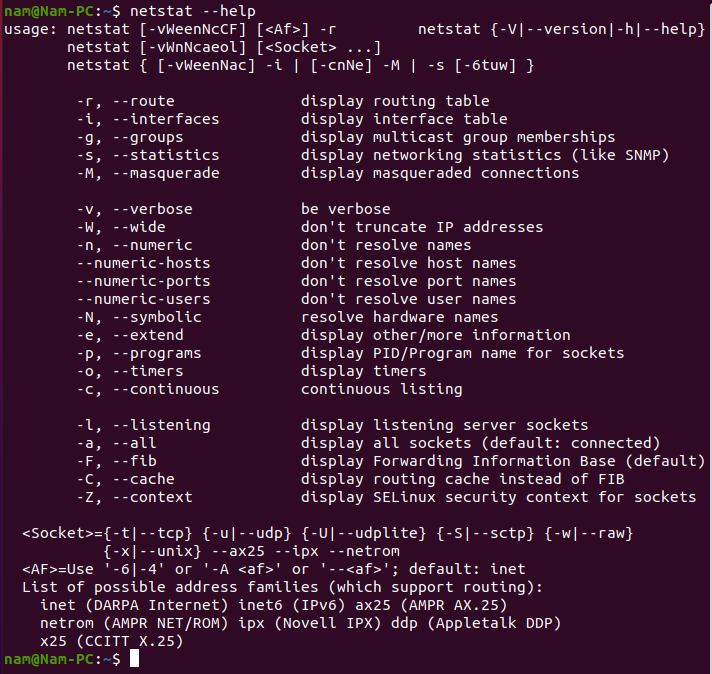 nam@Nam-PC:~$ netstat --help
usage: netstat [-vWeenNcCF] [<Af>] -r         netstat {-V|--version|-h|--help}
       netstat [-vWnNcaeol] [<Socket> ...]
       netstat { [-vWeenNac] -i | [-cnNe] -M | -s [-6tuw] }

        -r, --route              display routing table
        -i, --interfaces         display interface table
        -g, --groups             display multicast group memberships
        -s, --statistics         display networking statistics (like SNMP)
        -M, --masquerade         display masqueraded connections

        -v, --verbose            be verbose
        -W, --wide               don't truncate IP addresses
        -n, --numeric            don't resolve names
        --numeric-hosts          don't resolve host names
        --numeric-ports          don't resolve port names
        --numeric-users          don't resolve user names
        -N, --symbolic           resolve hardware names
        -e, --extend             display other/more information
        -p, --programs           display PID/Program name for sockets
        -o, --timers             display timers
        -c, --continuous         continuous listing

        -l, --listening          display listening server sockets
        -a, --all                display all sockets (default: connected)
        -F, --fib                display Forwarding Information Base (default)
        -C, --cache              display routing cache instead of FIB
        -Z, --context            display SELinux security context for sockets

  <Socket>={-t|--tcp} {-u|--udp} {-U|--udplite} {-S|--sctp} {-w|--raw}
           {-x|--unix} --ax25 --ipx --netrom
  <AF>=Use '-6|-4' or '-A <af>' or '--<af>'; default: inet
  List of possible address families (which support routing):
    inet (DARPA Internet) inet6 (IPv6) ax25 (AMPR AX.25)
    netrom (AMPR NET/ROM) ipx (Novell IPX) ddp (Appletalk DDP)
    x25 (CCITT X.25)
nam@Nam-PC:~$